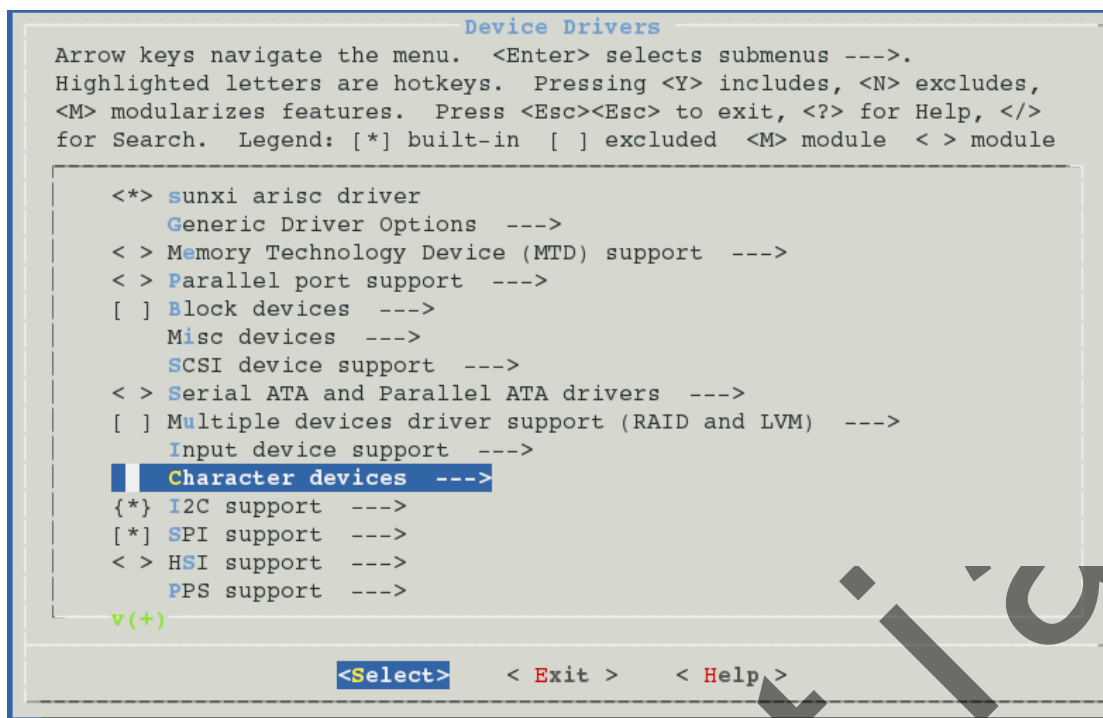 Device Drivers
Arrow keys navigate the menu.  <Enter> selects submenus --->.
Highlighted letters are hotkeys.  Pressing <Y> includes, <N> excludes,
<M> modularizes features.  Press <Esc><Esc> to exit, <?> for Help, </>
for Search.  Legend: [*] built-in  [ ] excluded  <M> module  < > module
<*> sunxi arisc driver
Generic Driver Options  --->
< > Memory Technology Device (MTD) support  --->
< > Parallel port support  --->
[ ] Block devices  --->
Misc devices  --->
SCSI device support  --->
< > Serial ATA and Parallel ATA drivers  --->
[ ] Multiple devices driver support (RAID and LVM)  --->
Input device support  --->
Character devices  --->
{*} I2C support  --->
[*] SPI support  --->
< > HSI support  --->
PPS support  --->
v(+)
<Select>    < Exit >    < Help >